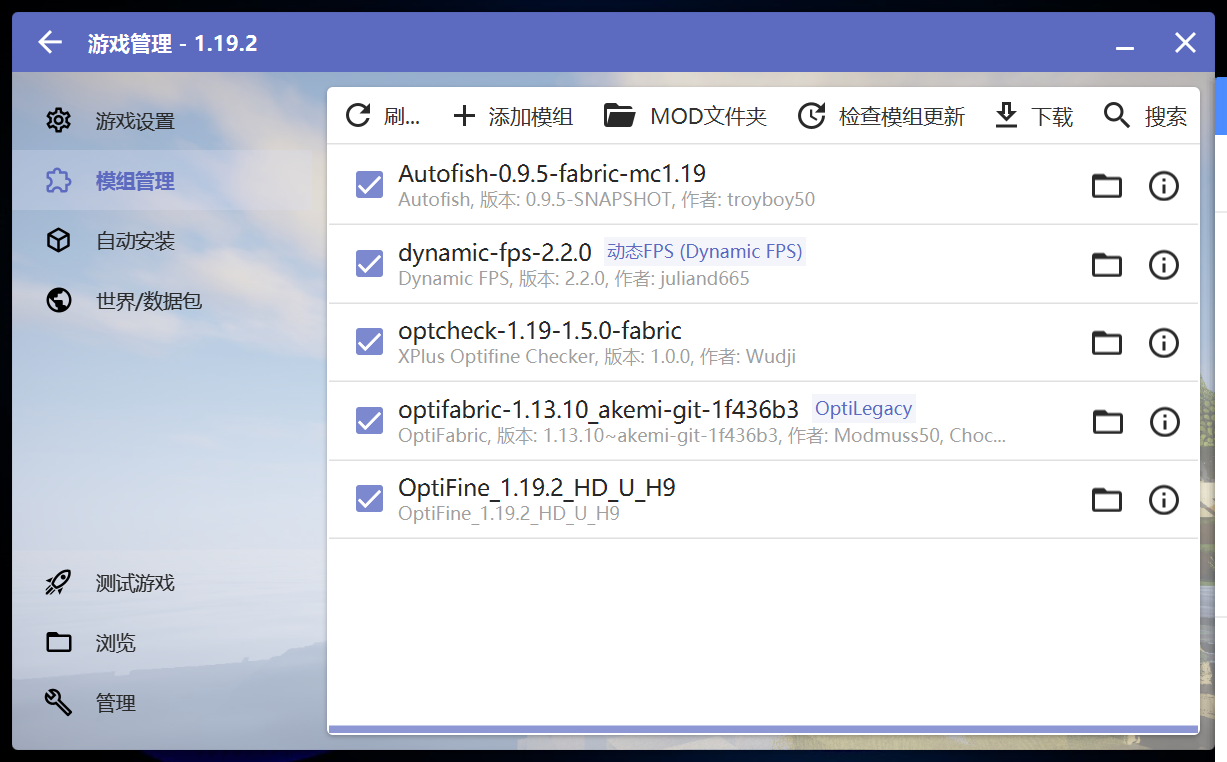 游戏管理 - 1.19.2
游戏设置
模组管理
自动安装
世界/数据包
测试游戏
浏览
管理
刷... 添加模组 MOD文件夹 检查模组更新 下载 搜索
Autofish-0.9.5-fabric-mc1.19
Autofish, 版本: 0.9.5-SNAPSHOT, 作者: troyboy50
dynamic-fps-2.2.0 动态FPS (Dynamic FPS)
Dynamic FPS, 版本: 2.2.0, 作者: juliand665
optcheck-1.19-1.5.0-fabric
XPlus Optifine Checker, 版本: 1.0.0, 作者: Wudji
optifabric-1.13.10_akemi-git-1f436b3 OptiLegacy
OptiFabric, 版本: 1.13.10~akemi-git-1f436b3, 作者: Modmuss50, Choc...
OptiFine_1.19.2_HD_U_H9
OptiFine_1.19.2_HD_U_H9